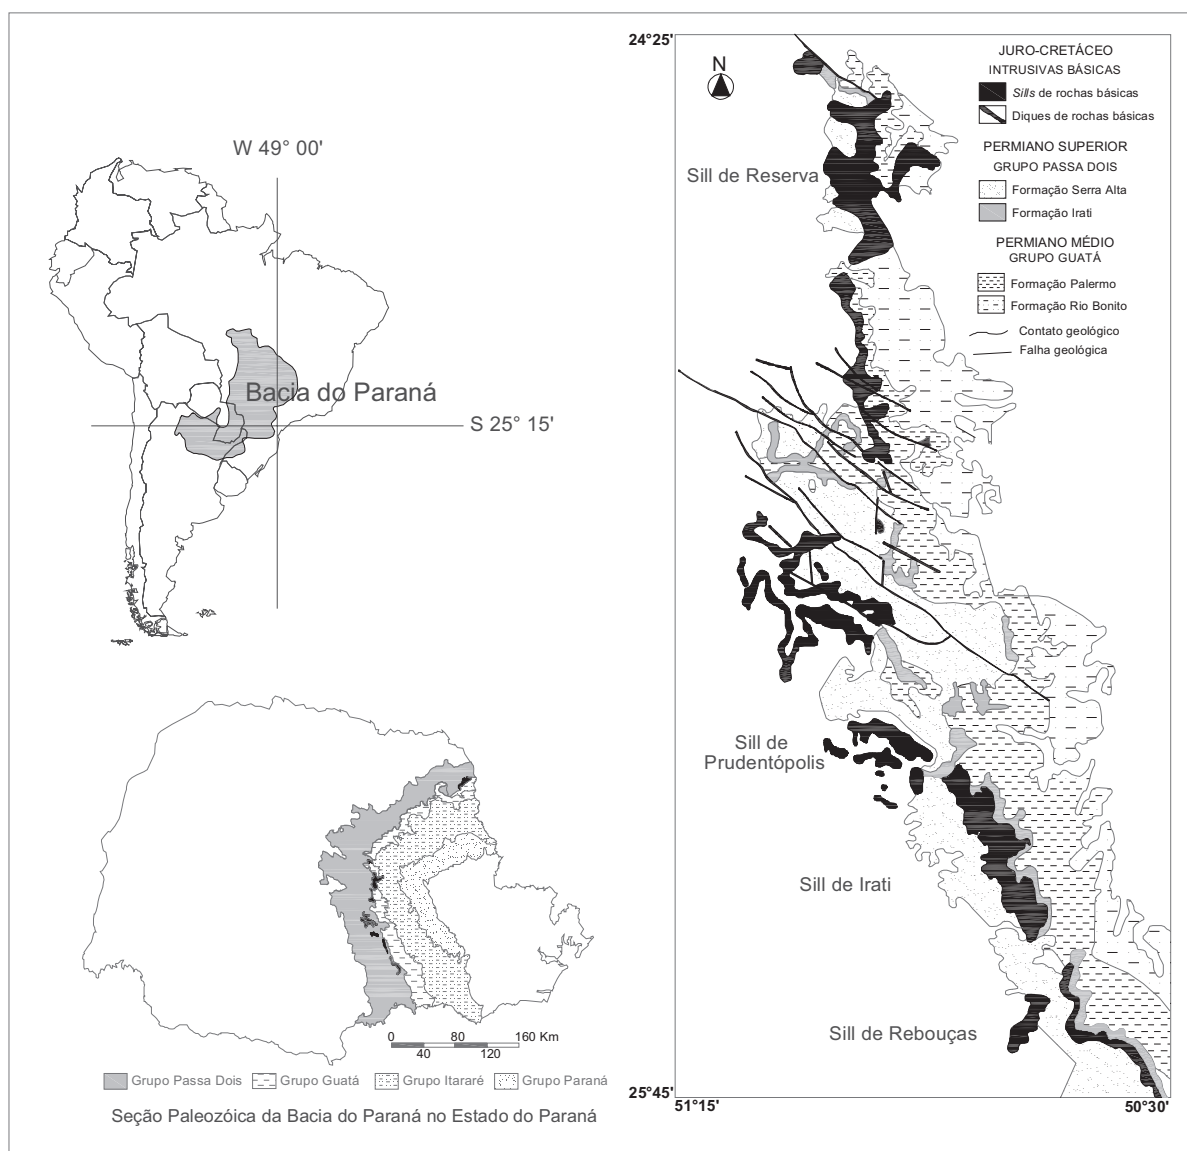 W 49° 00'
Bacia do Paraná
S 25° 15'
0 80 160 Km
40 120
Grupo Passa Dois Grupo Guatá Grupo Itararé Grupo Paraná
Seção Paleozóica da Bacia do Paraná no Estado do Paraná
24°25'
N
JURO-CRETÁCEO
INTRUSIVAS BÁSICAS
Sills de rochas básicas
Diques de rochas básicas
PERMIANO SUPERIOR
GRUPO PASSA DOIS
Formação Serra Alta
Formação Irati
PERMIANO MÉDIO
GRUPO GUATÁ
Formação Palermo
Formação Rio Bonito
Contato geológico
Falha geológica
Sill de Reserva
Sill de
Prudentópolis
Sill de Irati
Sill de Rebouças
25°45'
51°15'
50°30'